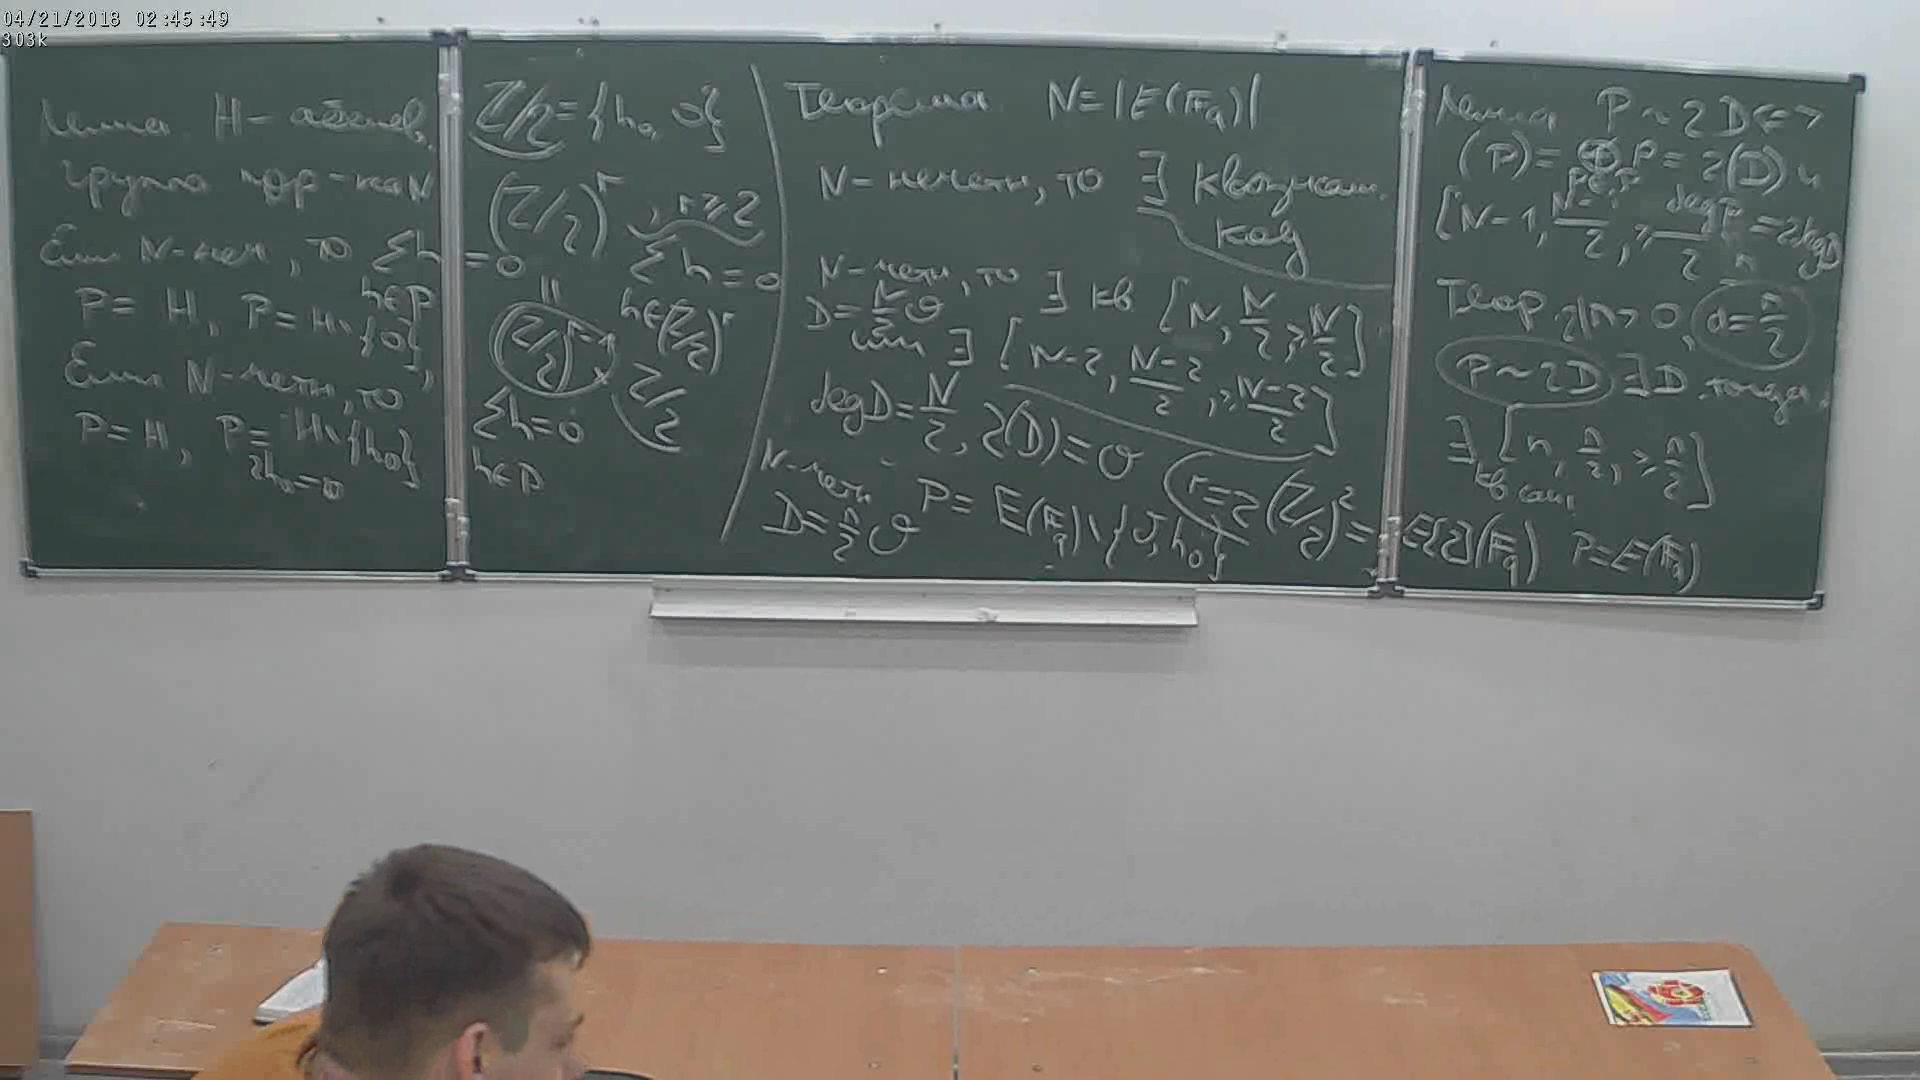 04/21/2018 02:45:49
303k
Лемма. H - абелев.
группа пор-ка N
Если N-неч, то Σh = 0
h∈P
P = H, P = H \ {0},
Если N-четн, то
P = H, P = H \ {h₀}
2h₀=0
Z/2 = {h₀, 0}
(Z/2)^r, r ≥ 2
Σh = 0
h∈(Z/2)^r
(Z/2)^{r-1} × Z/2
Σh = 0
h∈P
Теорема N = |E(F_q)|
N - нечетн, то ∃ квазисам.
код
N - четн, то ∃ кв [N, N/2, ≥ N/2]
D = N/2 O
или ∃ [N-2, (N-2)/2, ≥ (N-2)/2]
deg D = N/2, 2(D) = O
N-четн
D = n/2 O
P = E(F_q) \ {O, h₀}
r=2 (Z/2)² = E[2](F_q) P = E(F_q)
Лемма P ~ 2D ⟺
(P) = ⊕ P = 2(D) и
P∈P
deg P = 2deg D
Теор. 2|n > 0, d = n/2
P ~ 2D ∃D тогда
∃ [n, n/2, ≥ n/2]
кв сам.